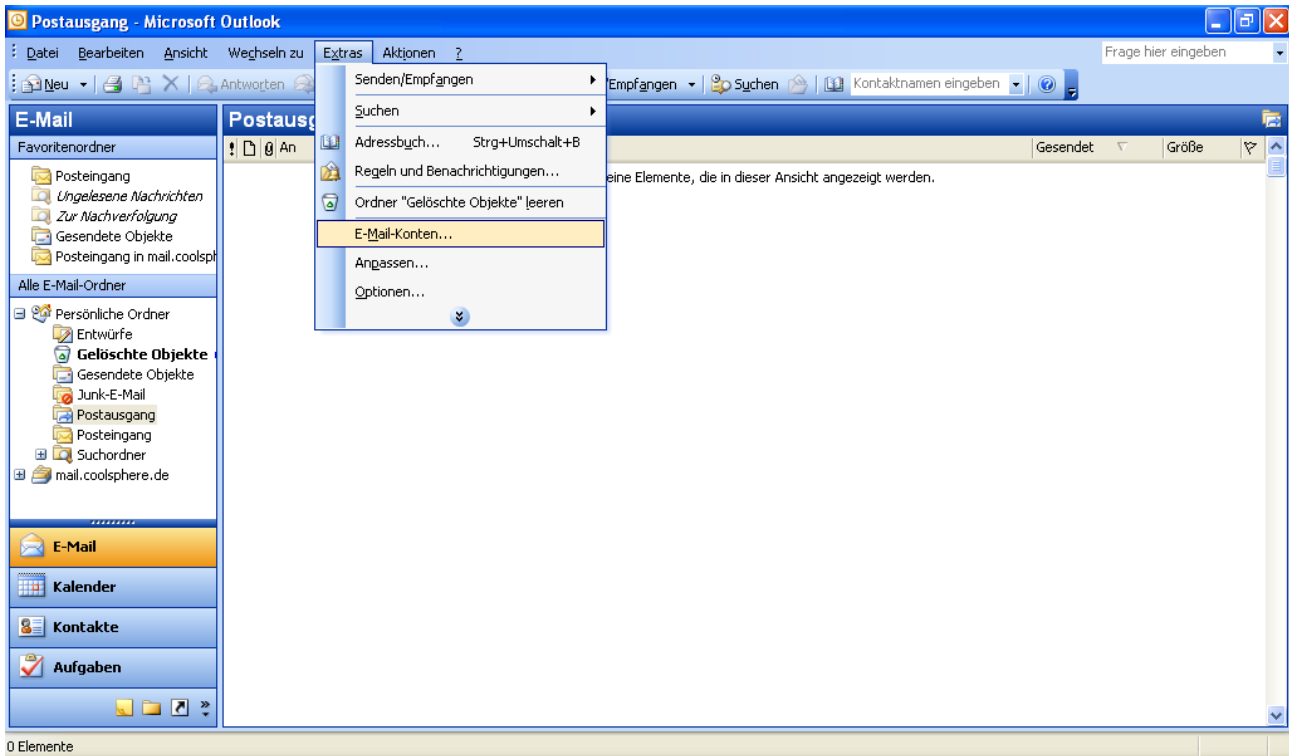 Postausgang - Microsoft Outlook
Datei Bearbeiten Ansicht Wechseln zu Extras Aktionen ? Frage hier eingeben
Neu Antworten Empfangen Suchen Kontaktnamen eingeben
E-Mail
Favoritenordner
Posteingang
Ungelesene Nachrichten
Zur Nachverfolgung
Gesendete Objekte
Posteingang in mail.coolsph
Alle E-Mail-Ordner
Persönliche Ordner
Entwürfe
Gelöschte Objekte
Gesendete Objekte
Junk-E-Mail
Postausgang
Posteingang
Suchordner
mail.coolsphere.de
E-Mail
Kalender
Kontakte
Aufgaben
Senden/Empfangen
Suchen
Adressbuch... Strg+Umschalt+B
Regeln und Benachrichtigungen...
Ordner "Gelöschte Objekte" leeren
E-Mail-Konten...
Anpassen...
Optionen...
Postausg
! An Gesendet Größe
eine Elemente, die in dieser Ansicht angezeigt werden.
0 Elemente